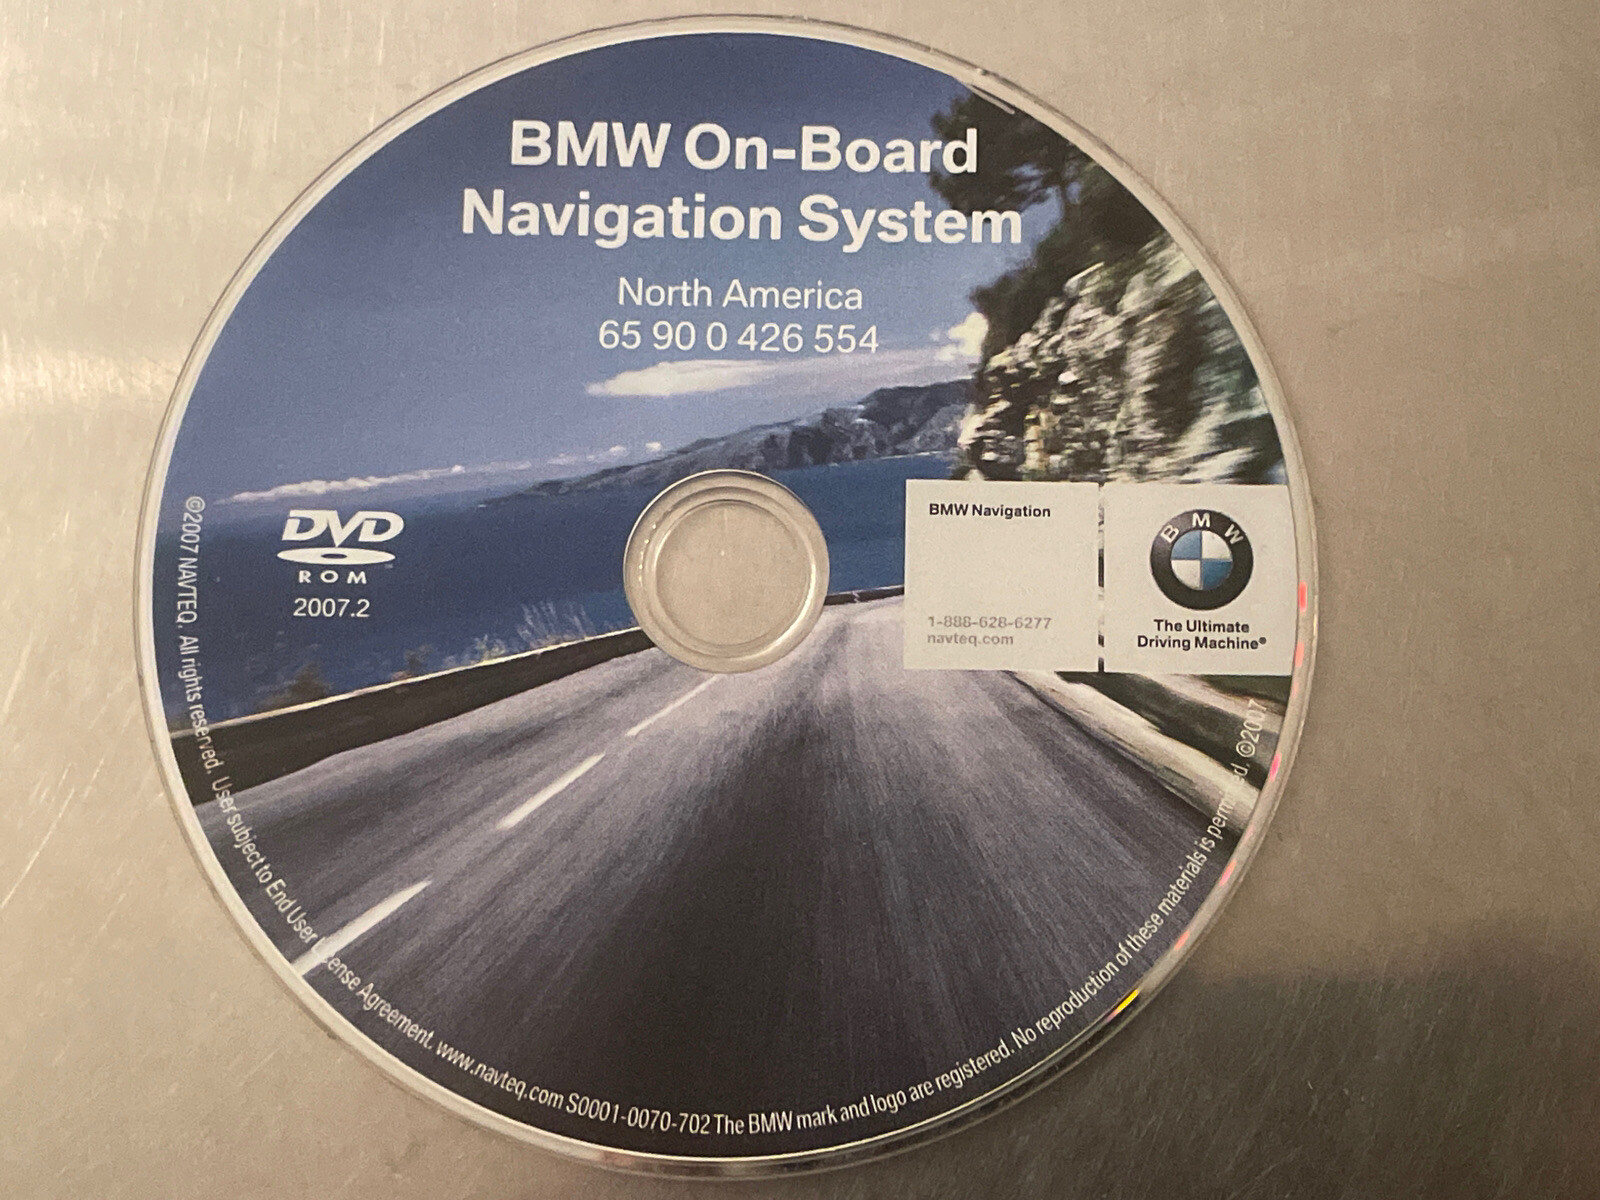 BMW On-Board
Navigation System
North America
65 90 0 426 554
DVD
ROM
2007.2
BMW Navigation
1-888-628-6277
navteq.com
BMW
The Ultimate
Driving Machine®
©2007 NAVTEQ. All rights reserved. User subject to End User License Agreement. www.navteq.com S0001-0070-702 The BMW mark and logo are registered. No reproduction of these materials is permitted. ©2007